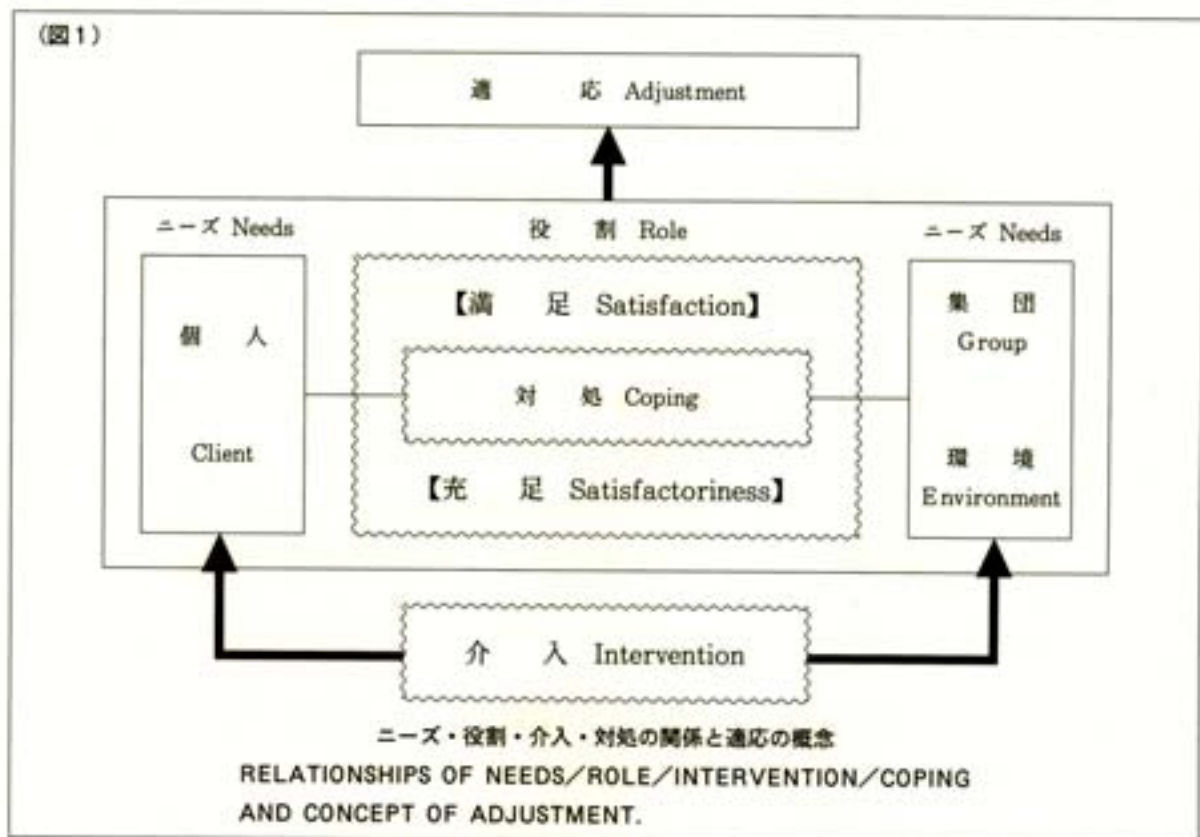 (図1)
適 応 Adjustment
ニーズ Needs
役 割 Role
ニーズ Needs
個 人
Client
【満 足 Satisfaction】
対 処 Coping
【充 足 Satisfactoriness】
集 団
Group
環 境
Environment
介 入 Intervention
ニーズ・役割・介入・対処の関係と適応の概念
RELATIONSHIPS OF NEEDS/ROLE/INTERVENTION/COPING
AND CONCEPT OF ADJUSTMENT.